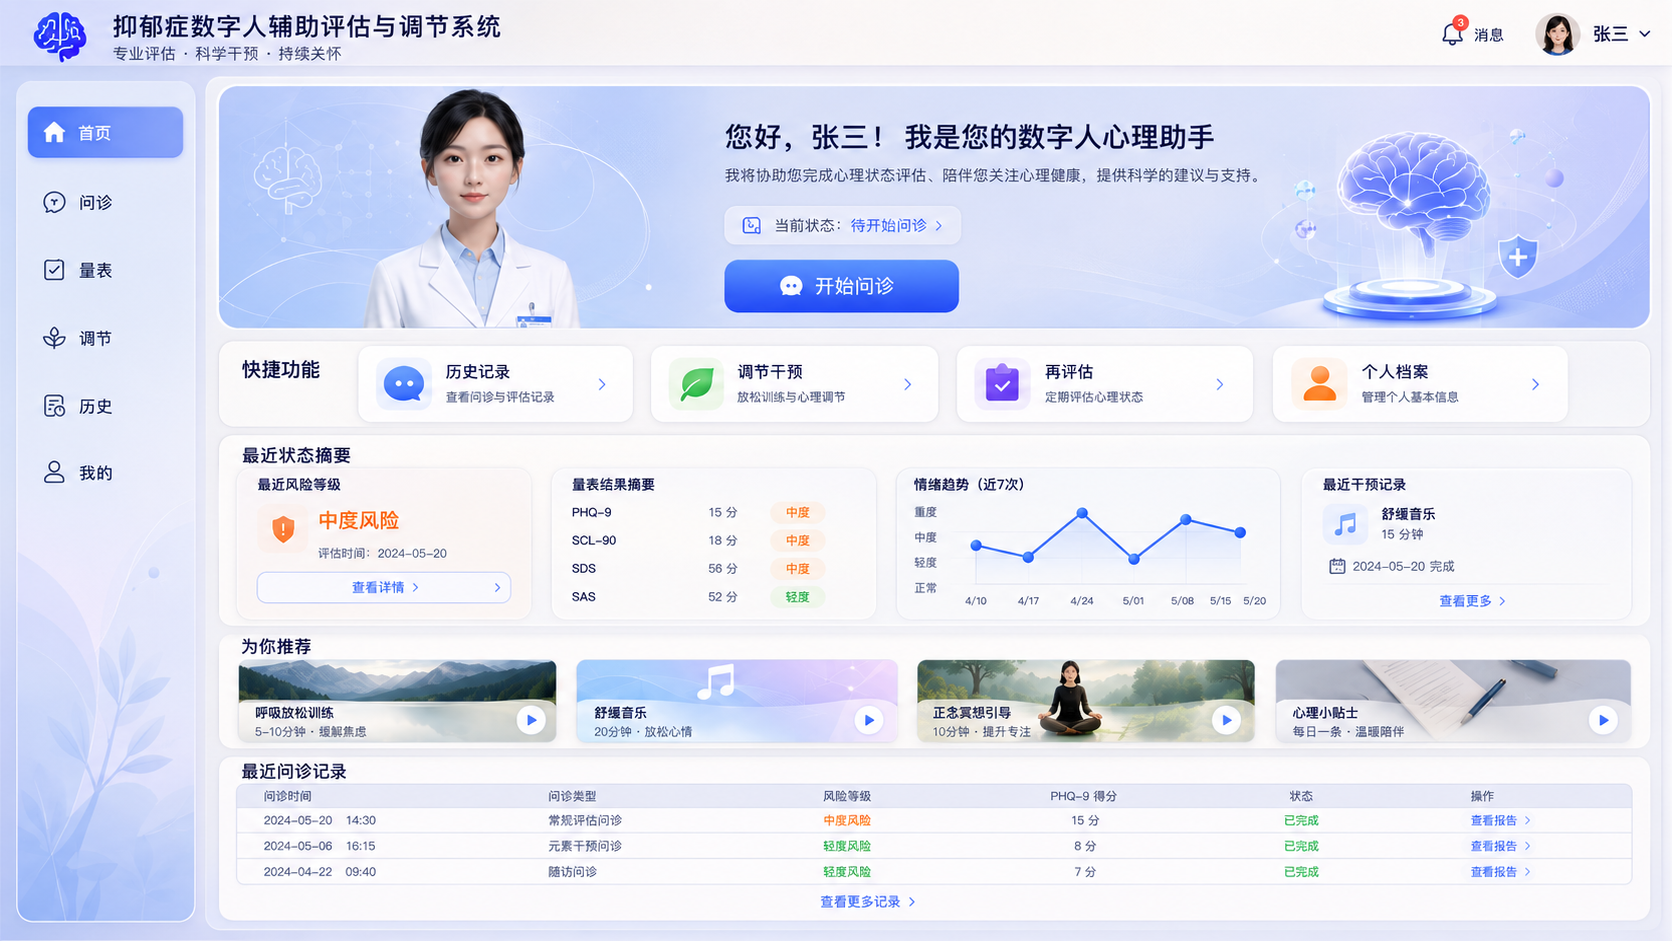 抑郁症数字人辅助评估与调节系统
专业评估 · 科学干预 · 持续关怀
3
消息
张三
首页
问诊
量表
调节
历史
我的
您好，张三！ 我是您的数字人心理助手
我将协助您完成心理状态评估、陪伴您关注心理健康，提供科学的建议与支持。
当前状态：待开始问诊 >
开始问诊
快捷功能
历史记录
查看问诊与评估记录
调节干预
放松训练与心理调节
再评估
定期评估心理状态
个人档案
管理个人基本信息
最近状态摘要
最近风险等级
中度风险
评估时间：2024-05-20
查看详情 >
量表结果摘要
PHQ-9 15 分 中度
SCL-90 18 分 中度
SDS 56 分 中度
SAS 52 分 轻度
情绪趋势（近7次）
重度
中度
轻度
正常
4/10 4/17 4/24 5/01 5/08 5/15 5/20
最近干预记录
舒缓音乐
15 分钟
2024-05-20 完成
查看更多 >
为你推荐
呼吸放松训练
5-10分钟 · 缓解焦虑
舒缓音乐
20分钟 · 放松心情
正念冥想引导
10分钟 · 提升专注
心理小贴士
每日一条 · 温暖陪伴
最近问诊记录
问诊时间 问诊类型 风险等级 PHQ-9 得分 状态 操作
2024-05-20 14:30 常规评估问诊 中度风险 15 分 已完成 查看报告 >
2024-05-06 16:15 元素干预问诊 轻度风险 8 分 已完成 查看报告 >
2024-04-22 09:40 随访问诊 轻度风险 7 分 已完成 查看报告 >
查看更多记录 >